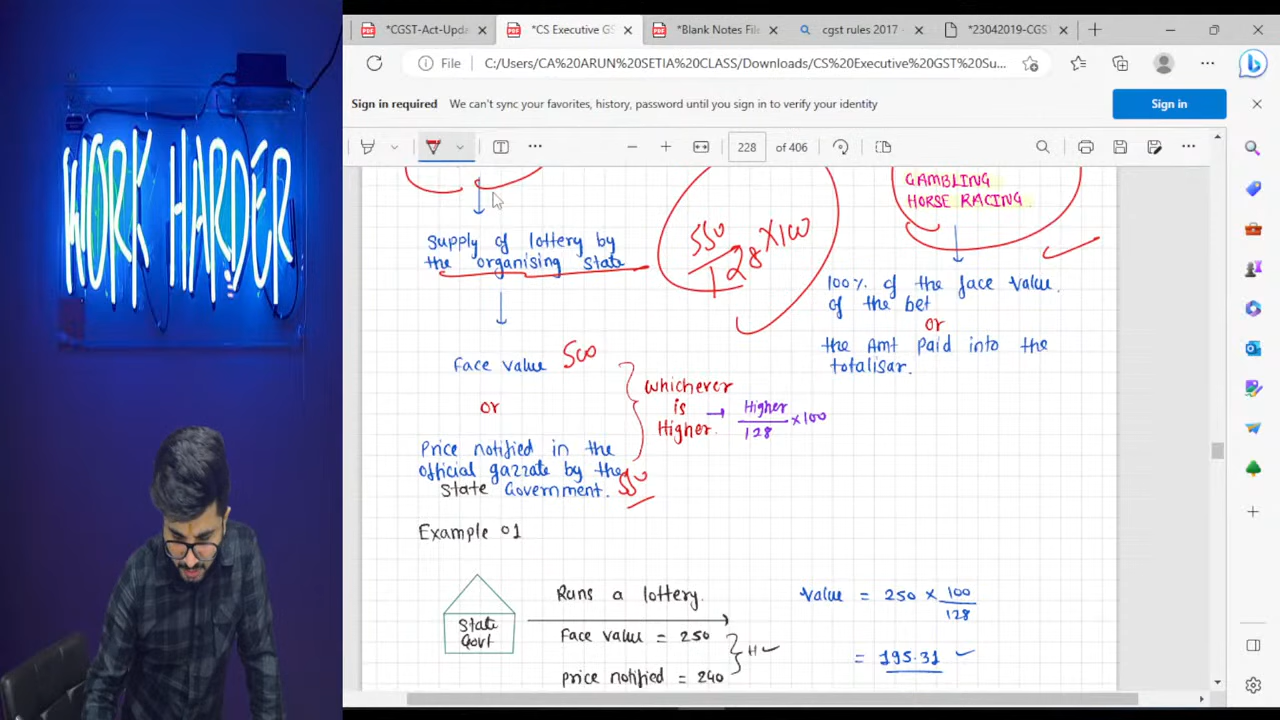 WORK HARDER
*CGST-Act-Upda
*CS Executive GS
*Blank Notes File
cgst rules 2017
*23042019-CGST
File
C:/Users/CA%20ARUN%20SETIA%20CLASS/Downloads/CS%20Executive%20GST%20Su...
Sign in required
We can't sync your favorites, history, password until you sign in to verify your identity
Sign in
228 of 406
GAMBLING
HORSE RACING
Supply of lottery by
the organising State
550/128 X100
100% of the face value
of the bet
or
the Amt paid into the
totalisar.
Face value 500
or
Price notified in the
official gazzate by the
State Government. 550
whichever
is
Higher.
→ Higher/128 ×100
Example 01
State
Govt
Runs a lottery.
Face value = 250
price notified = 240
H
Value = 250 × 100/128
= 195.31